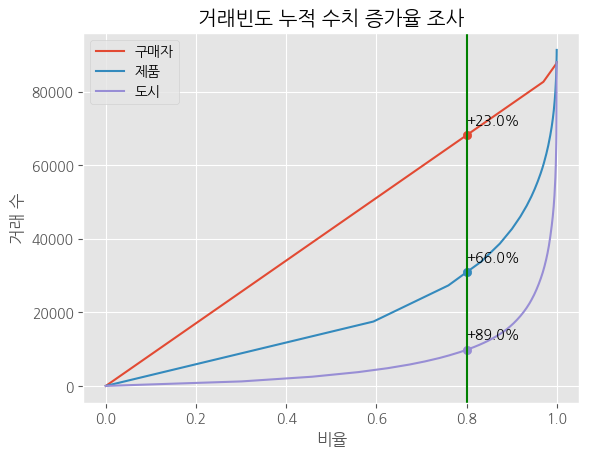 거래빈도 누적 수치 증가율 조사
구매자
제품
도시
80000
60000
40000
20000
0
거래 수
+23.0%
+66.0%
+89.0%
0.0 0.2 0.4 0.6 0.8 1.0
비율